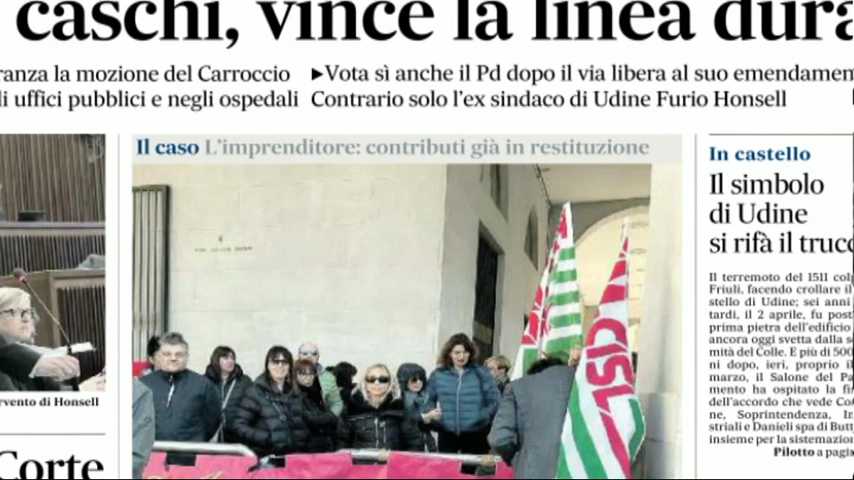 caschi, vince la linea dura
ranza la mozione del Carroccio
li uffici pubblici e negli ospedali
▶Vota sì anche il Pd dopo il via libera al suo emendamen
Contrario solo l'ex sindaco di Udine Furio Honsell
Il caso L'imprenditore: contributi già in restituzione
CISL
rvento di Honsell
Corte
In castello
Il simbolo
di Udine
si rifà il trucc
Il terremoto del 1511 col
Friuli, facendo crollare il
stello di Udine; sei anni
tardi, il 2 aprile, fu post
prima pietra dell'edificio
ancora oggi svetta dalla s
mità del Colle. E più di 500
ni dopo, ieri, proprio il
marzo, il Salone del Pa
mento ha ospitato la fi
dell'accordo che vede Co
ne, Soprintendenza, In
striali e Danieli spa di Butt
insieme per la sistemazion
Pilotto a pagin